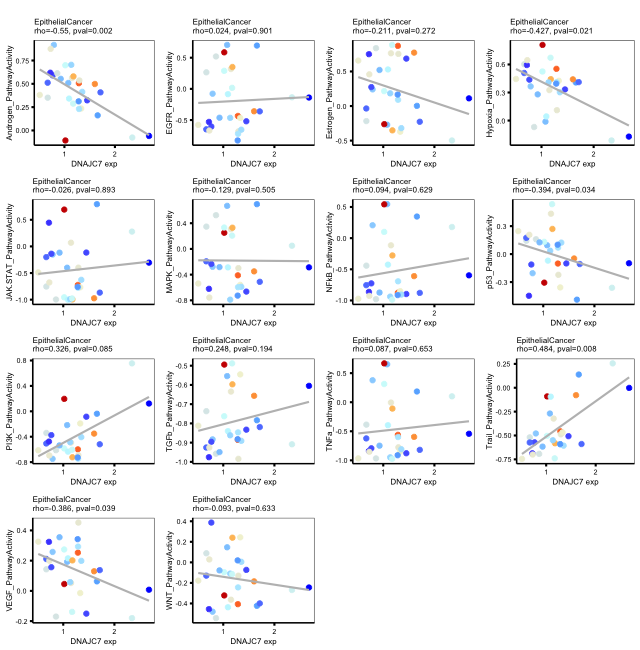 EpithelialCancer
rho=-0.55, pval=0.002
Androgen_PathwayActivity
0.75
0.50
0.25
0.00
1
2
DNAJC7 exp
EpithelialCancer
rho=0.024, pval=0.901
EGFR_PathwayActivity
0.5
0.0
-0.5
1
2
DNAJC7 exp
EpithelialCancer
rho=-0.211, pval=0.272
Estrogen_PathwayActivity
0.5
0.0
-0.5
1
2
DNAJC7 exp
EpithelialCancer
rho=-0.427, pval=0.021
Hypoxia_PathwayActivity
0.6
0.3
0.0
1
2
DNAJC7 exp
EpithelialCancer
rho=-0.026, pval=0.893
JAK.STAT_PathwayActivity
0.5
0.0
-0.5
-1.0
1
2
DNAJC7 exp
EpithelialCancer
rho=-0.129, pval=0.505
MAPK_PathwayActivity
0.4
0.0
-0.4
-0.8
1
2
DNAJC7 exp
EpithelialCancer
rho=0.094, pval=0.629
NFkB_PathwayActivity
0.5
0.0
-0.5
-1.0
1
2
DNAJC7 exp
EpithelialCancer
rho=-0.394, pval=0.034
p53_PathwayActivity
0.3
0.0
-0.3
1
2
DNAJC7 exp
EpithelialCancer
rho=0.326, pval=0.085
PI3K_PathwayActivity
0.8
0.4
0.0
-0.4
-0.8
1
2
DNAJC7 exp
EpithelialCancer
rho=0.248, pval=0.194
TGFb_PathwayActivity
-0.5
-0.6
-0.7
-0.8
-0.9
-1.0
1
2
DNAJC7 exp
EpithelialCancer
rho=0.087, pval=0.653
TNFa_PathwayActivity
0.5
0.0
-0.5
-1.0
1
2
DNAJC7 exp
EpithelialCancer
rho=0.484, pval=0.008
Trail_PathwayActivity
0.25
0.00
-0.25
-0.50
-0.75
1
2
DNAJC7 exp
EpithelialCancer
rho=-0.386, pval=0.039
VEGF_PathwayActivity
0.4
0.2
0.0
-0.2
1
2
DNAJC7 exp
EpithelialCancer
rho=-0.093, pval=0.633
WNT_PathwayActivity
0.4
0.2
0.0
-0.2
-0.4
1
2
DNAJC7 exp